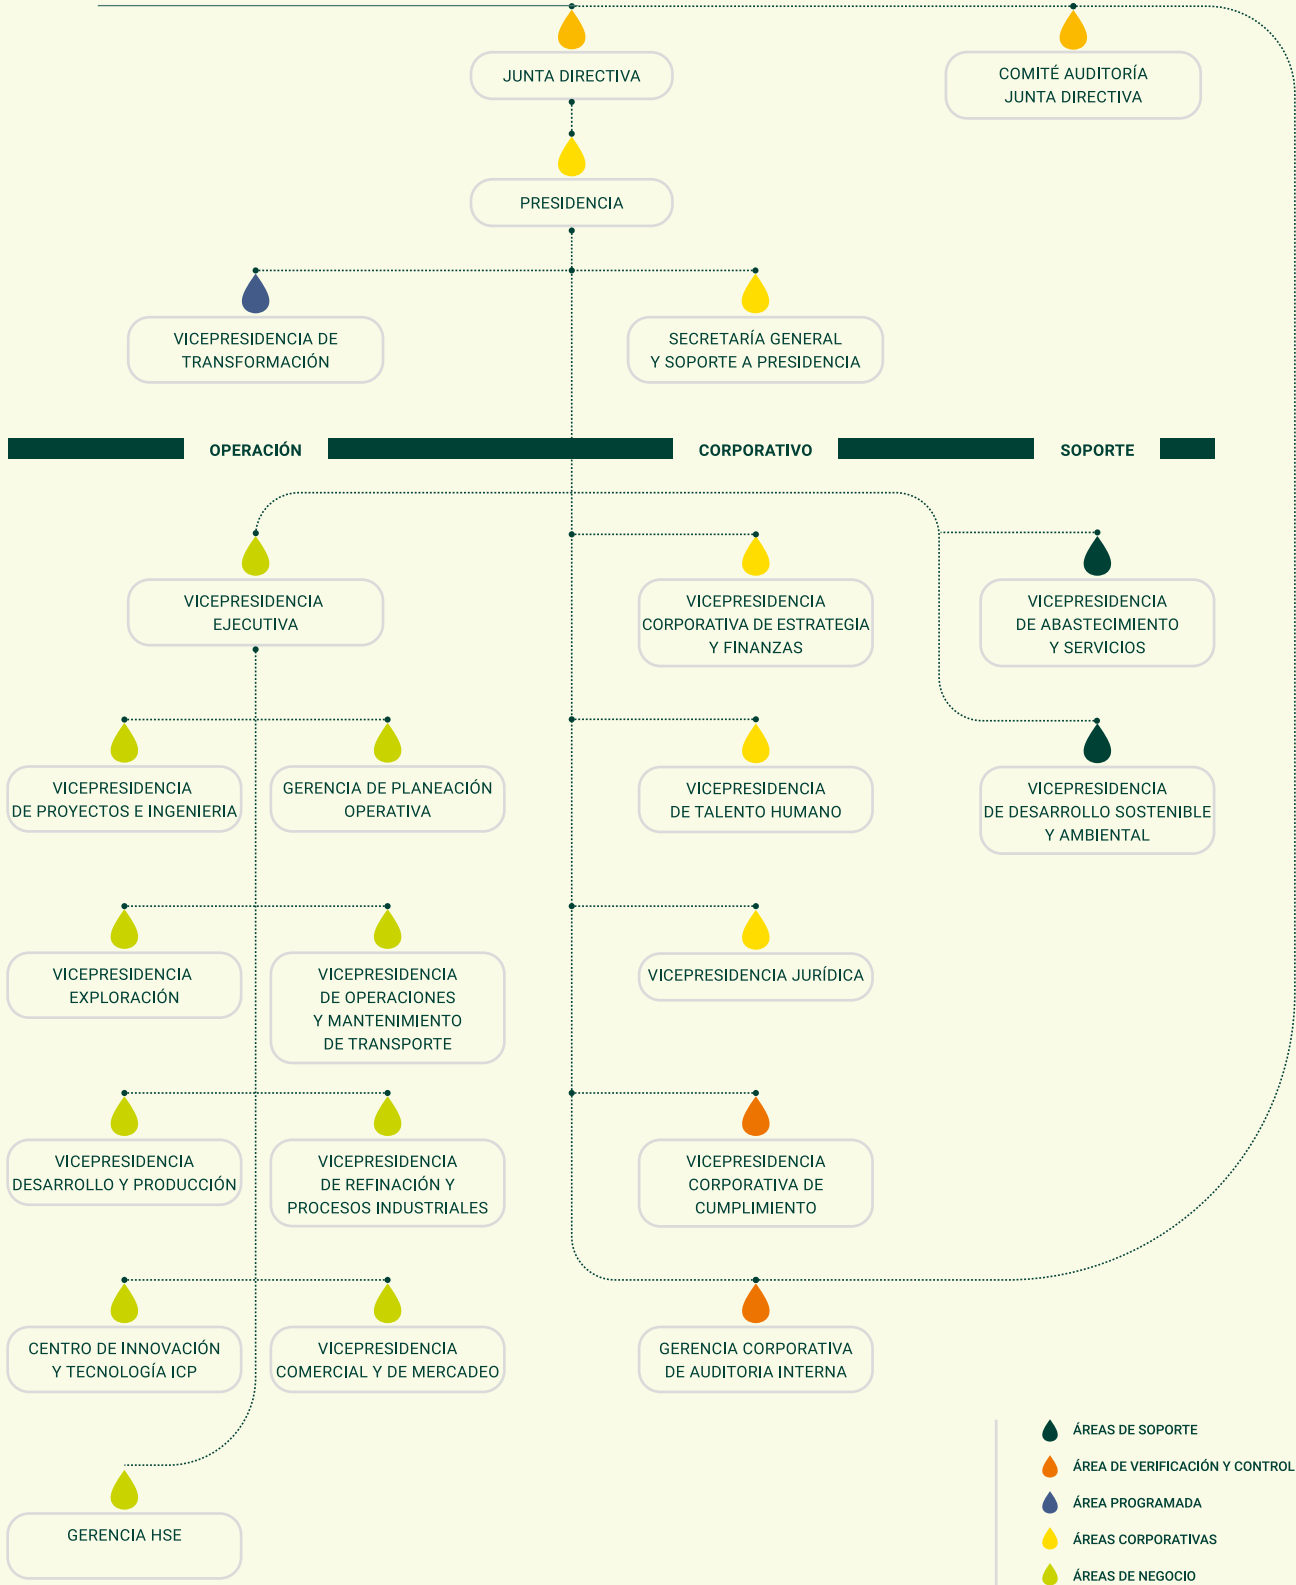 JUNTA DIRECTIVA
COMITÉ AUDITORÍA
JUNTA DIRECTIVA
PRESIDENCIA
VICEPRESIDENCIA DE
TRANSFORMACIÓN
SECRETARÍA GENERAL
Y SOPORTE A PRESIDENCIA
OPERACIÓN
CORPORATIVO
SOPORTE
VICEPRESIDENCIA
EJECUTIVA
VICEPRESIDENCIA
CORPORATIVA DE ESTRATEGIA
Y FINANZAS
VICEPRESIDENCIA
DE ABASTECIMIENTO
Y SERVICIOS
VICEPRESIDENCIA
DE PROYECTOS E INGENIERIA
GERENCIA DE PLANEACIÓN
OPERATIVA
VICEPRESIDENCIA
DE TALENTO HUMANO
VICEPRESIDENCIA
DE DESARROLLO SOSTENIBLE
Y AMBIENTAL
VICEPRESIDENCIA
EXPLORACIÓN
VICEPRESIDENCIA
DE OPERACIONES
Y MANTENIMIENTO
DE TRANSPORTE
VICEPRESIDENCIA JURÍDICA
VICEPRESIDENCIA
DESARROLLO Y PRODUCCIÓN
VICEPRESIDENCIA
DE REFINACIÓN Y
PROCESOS INDUSTRIALES
VICEPRESIDENCIA
CORPORATIVA DE
CUMPLIMIENTO
CENTRO DE INNOVACIÓN
Y TECNOLOGÍA ICP
VICEPRESIDENCIA
COMERCIAL Y DE MERCADEO
GERENCIA CORPORATIVA
DE AUDITORIA INTERNA
GERENCIA HSE
ÁREAS DE SOPORTE
ÁREA DE VERIFICACIÓN Y CONTROL
ÁREA PROGRAMADA
ÁREAS CORPORATIVAS
ÁREAS DE NEGOCIO